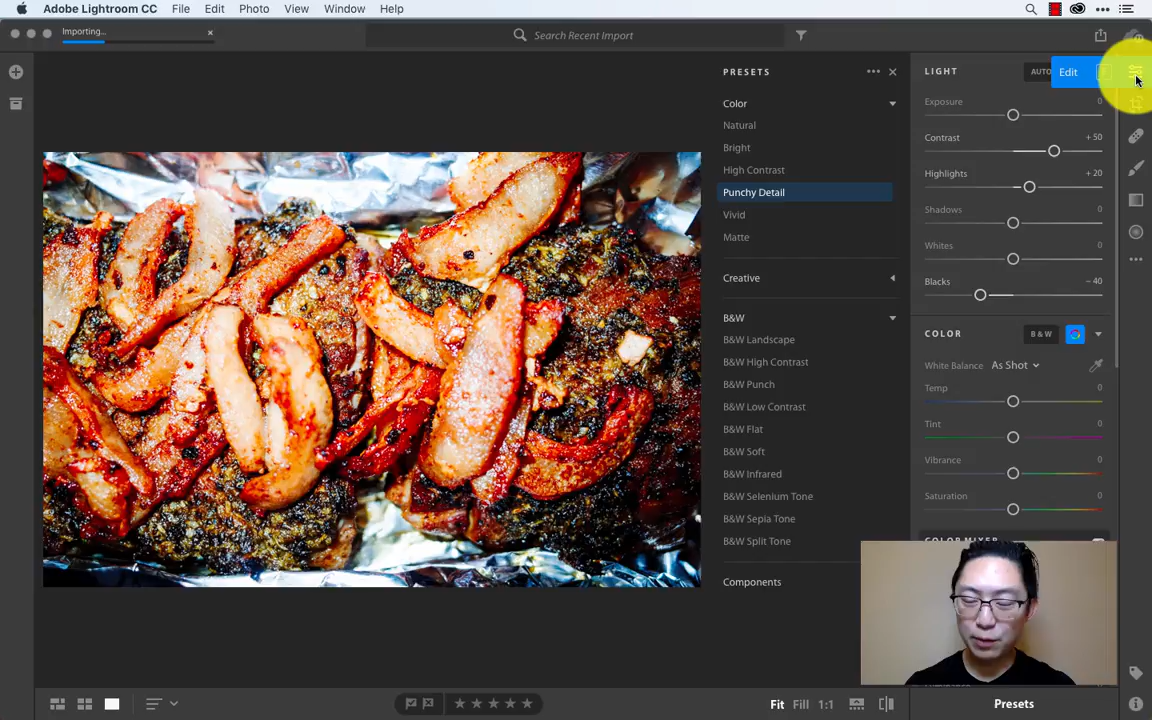 Adobe Lightroom CC File Edit Photo View Window Help
Importing...
Search Recent Import
PRESETS
Color
Natural
Bright
High Contrast
Punchy Detail
Vivid
Matte
Creative
B&W
B&W Landscape
B&W High Contrast
B&W Punch
B&W Low Contrast
B&W Flat
B&W Soft
B&W Infrared
B&W Selenium Tone
B&W Sepia Tone
B&W Split Tone
Components
LIGHT AUTO Edit
Exposure 0
Contrast + 50
Highlights + 20
Shadows 0
Whites 0
Blacks − 40
COLOR B & W
White Balance As Shot
Temp 0
Tint 0
Vibrance 0
Saturation 0
COLOR MIXER
Fit Fill 1:1
Presets